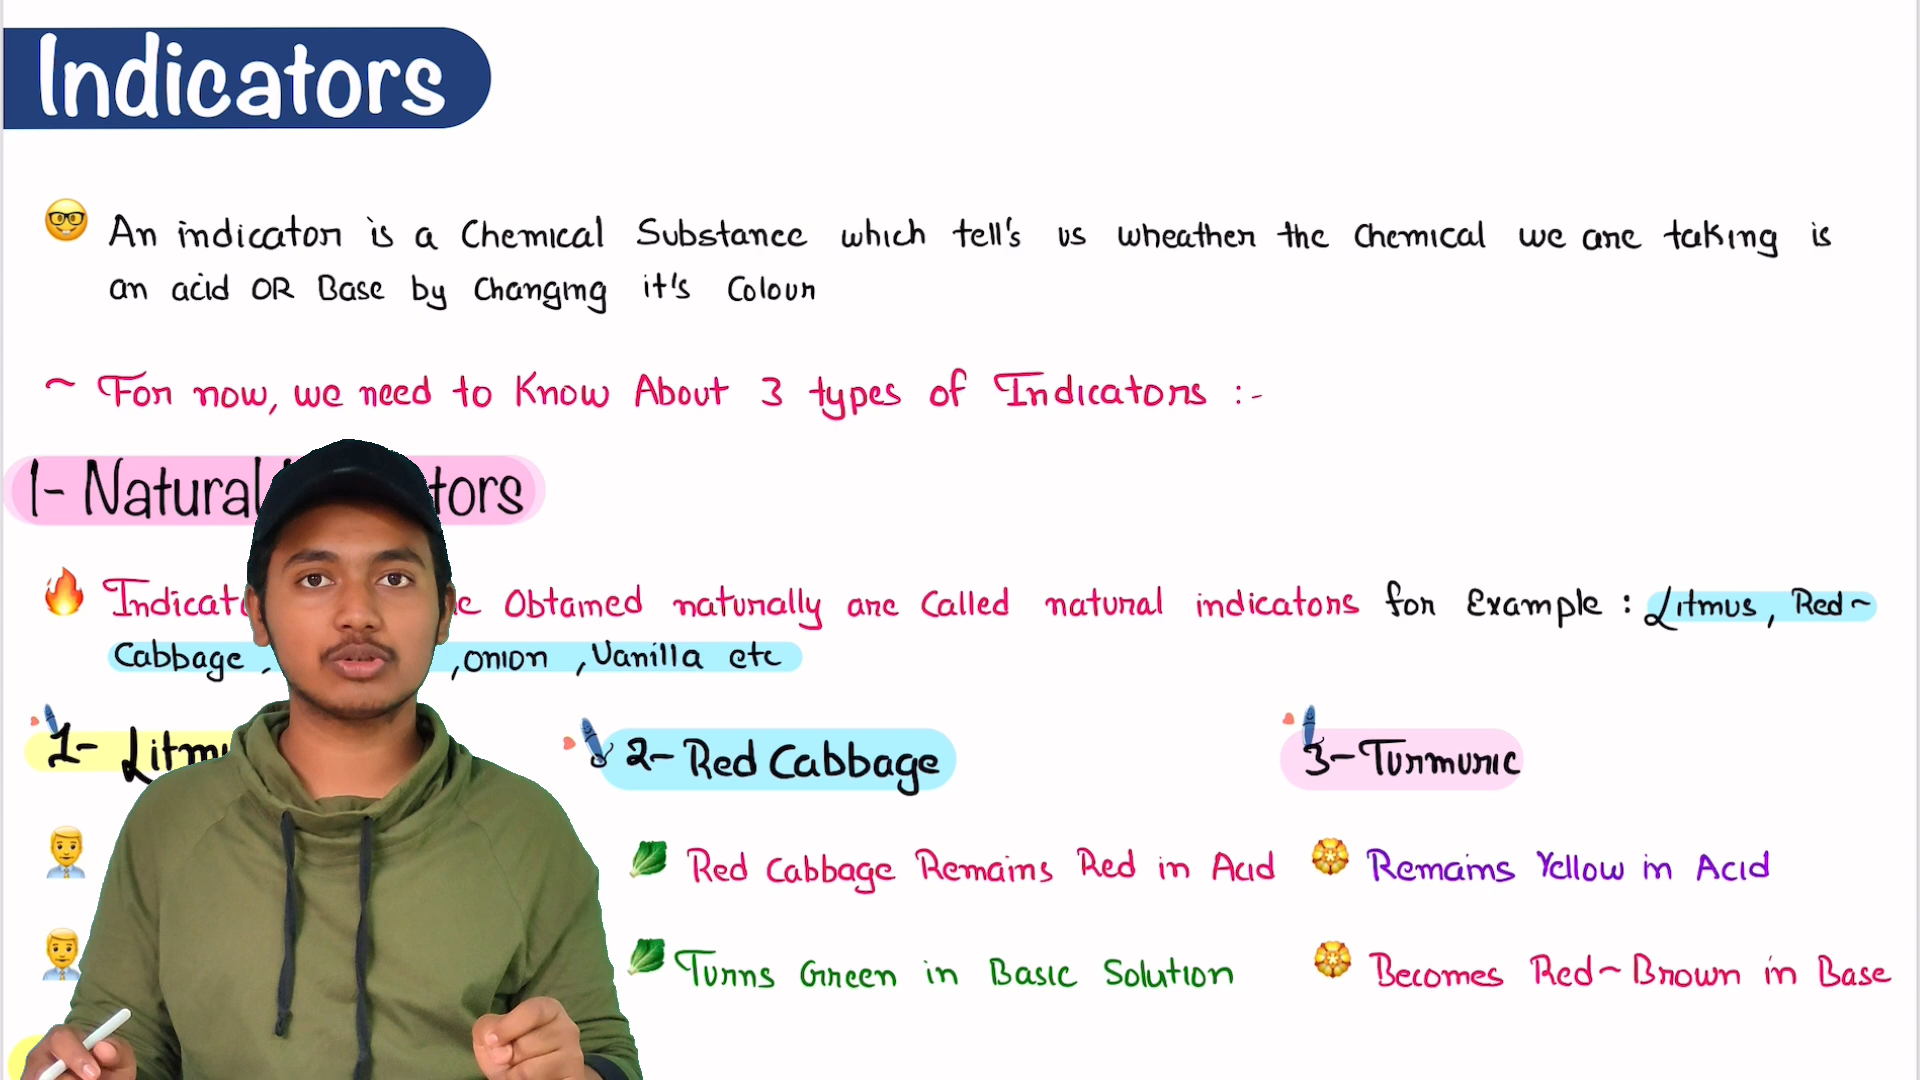 Indicators
An indicator is a Chemical Substance which tell's us wheather the Chemical we are taking is
an acid OR Base by Changing it's Colour
~ For now, we need to Know About 3 types of Indicators :-
1- Natural tors
Obtained naturally are Called natural indicators for Example : Litmus, Red~
Cabbage , , onion , Vanilla etc
1- Litmu
2- Red Cabbage
3- Turmuric
Red Cabbage Remains Red in Acid
Remains Yellow in Acid
Turns Green in Basic Solution
Becomes Red~Brown in Base